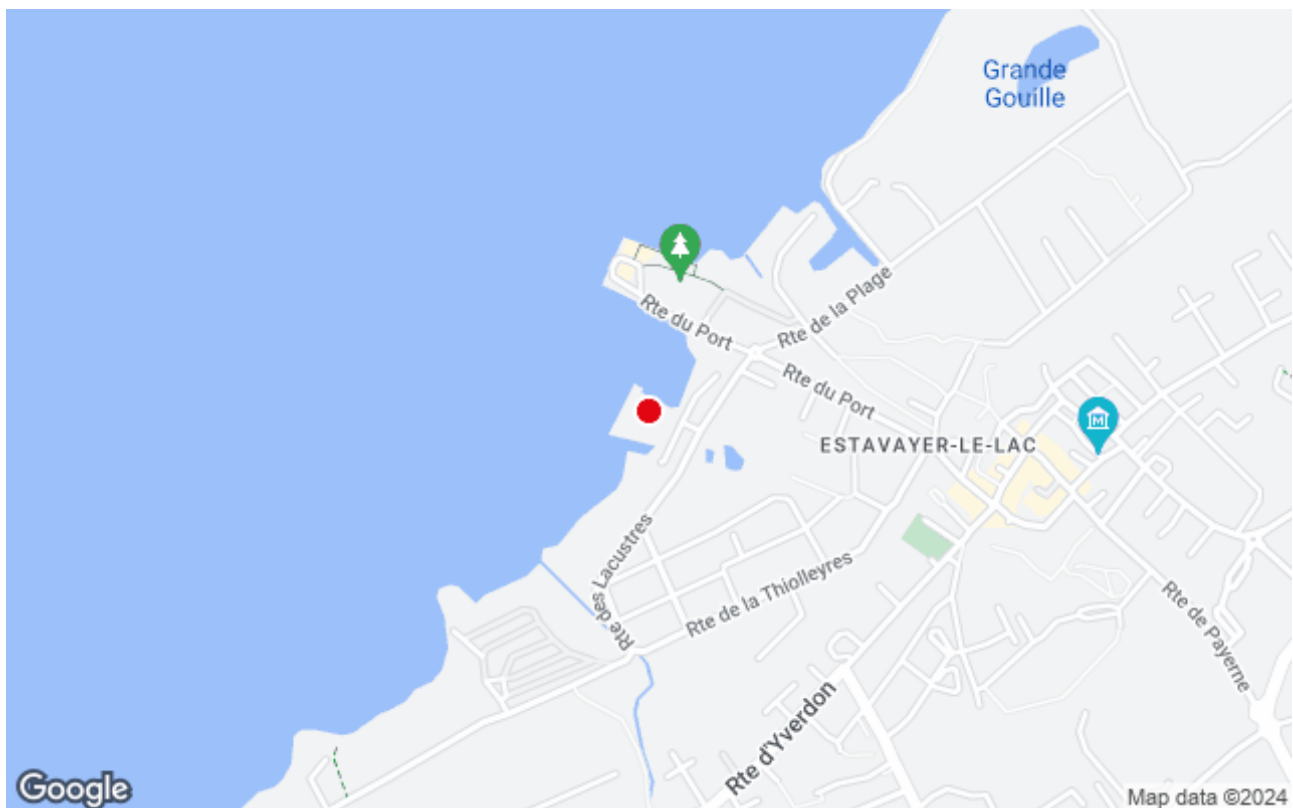 Grande
Gouille
Rte de la Plage
Rte du Port
Rte du Port
ESTAVAYER-LE-LAC
M
Rte des Lacustres
Rte de la Thiolleyres
Rte de Payerne
Rte d'Yverdon
Google
Map data ©2024